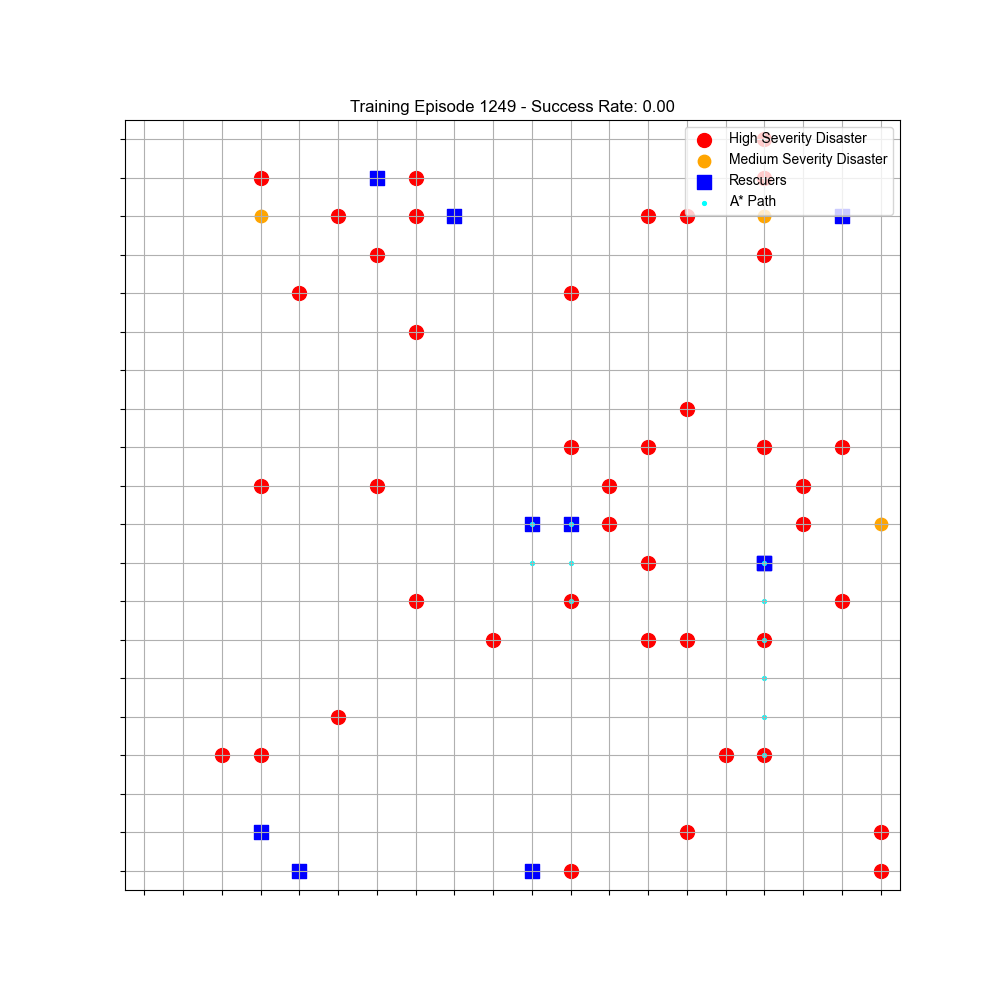 Training Episode 1249 - Success Rate: 0.00
High Severity Disaster
Medium Severity Disaster
Rescuers
A* Path